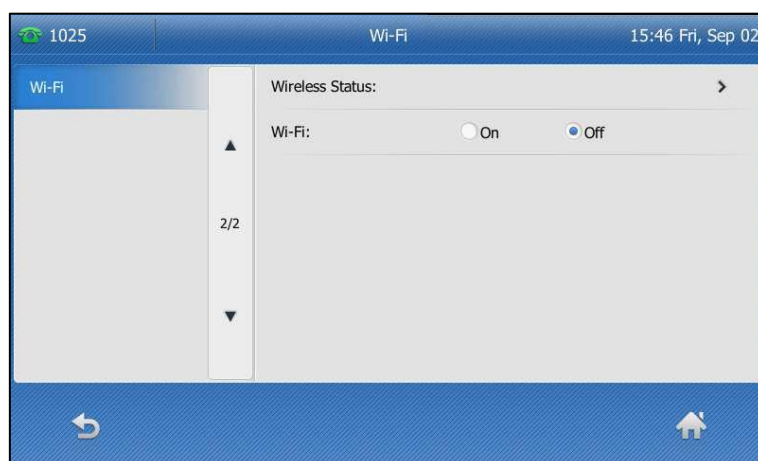 1025 Wi-Fi 15:46 Fri, Sep 02
Wi-Fi
Wireless Status:
Wi-Fi: On Off
2/2